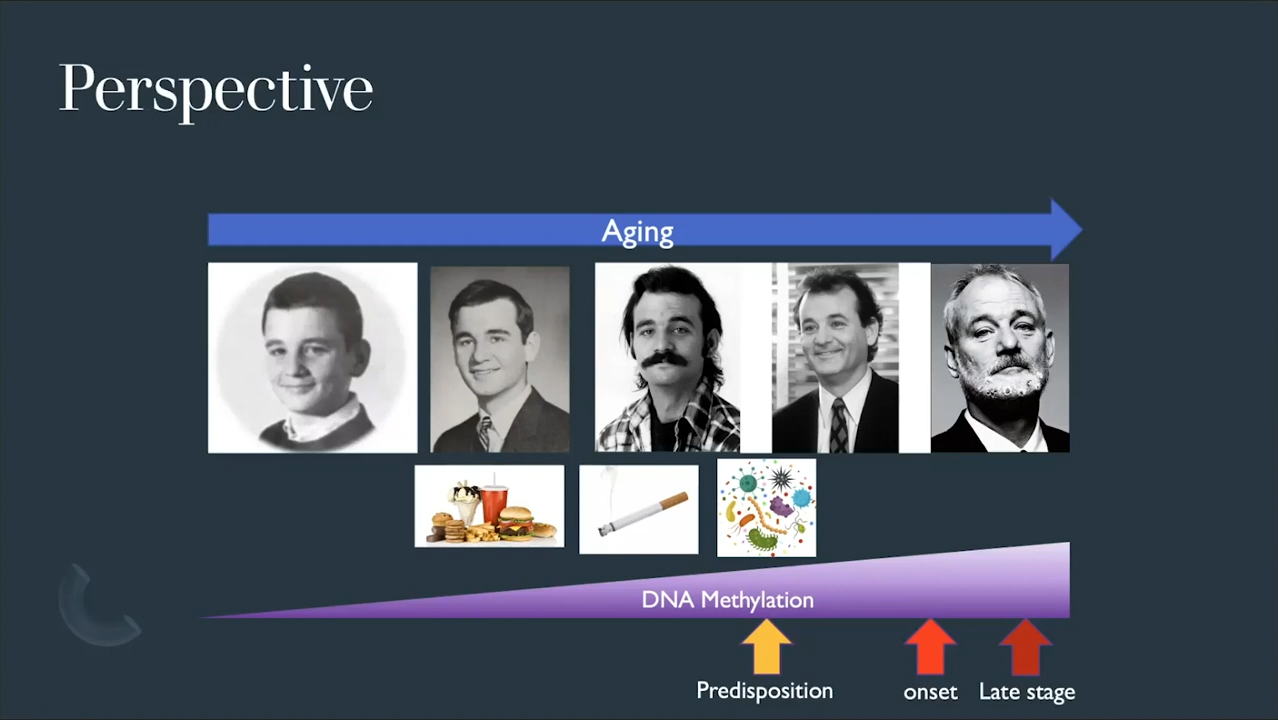 Perspective
Aging
DNA Methylation
Predisposition
onset
Late stage